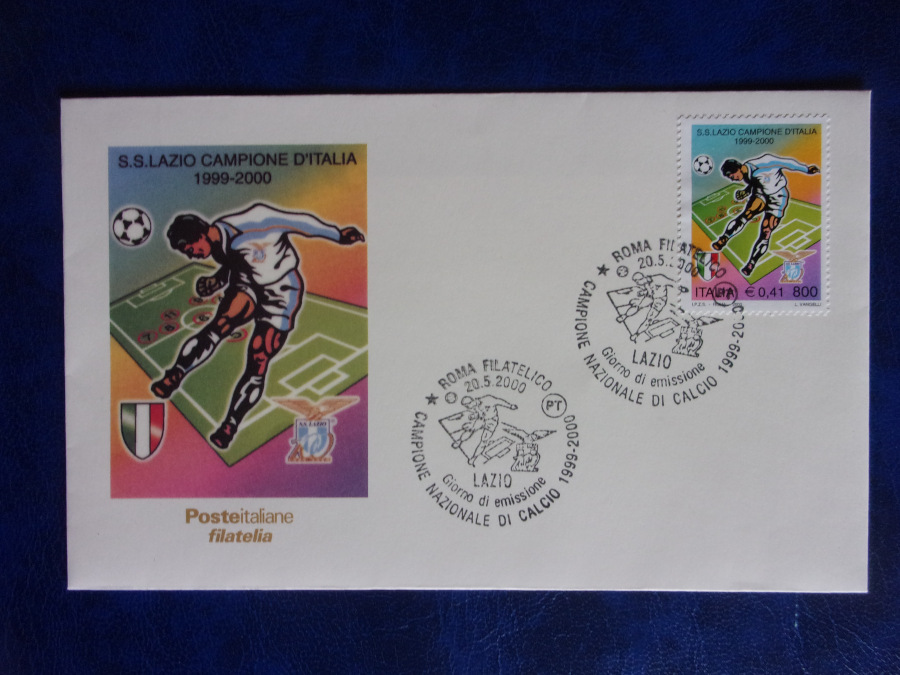 S.S.LAZIO CAMPIONE D'ITALIA
1999-2000
SS LAZIO
Posteitaliane
filatelia
S.S.LAZIO CAMPIONE D'ITALIA
1999-2000
ITALIA € 0,41 800
ROMA FILATELICO
20.5.2000
LAZIO
Giorno di emissione
★ CAMPIONE NAZIONALE DI CALCIO 1999-20
ROMA FILATELICO
20.5.2000
PT
LAZIO
Giorno di emissione
★ CAMPIONE NAZIONALE DI CALCIO 1999-2000